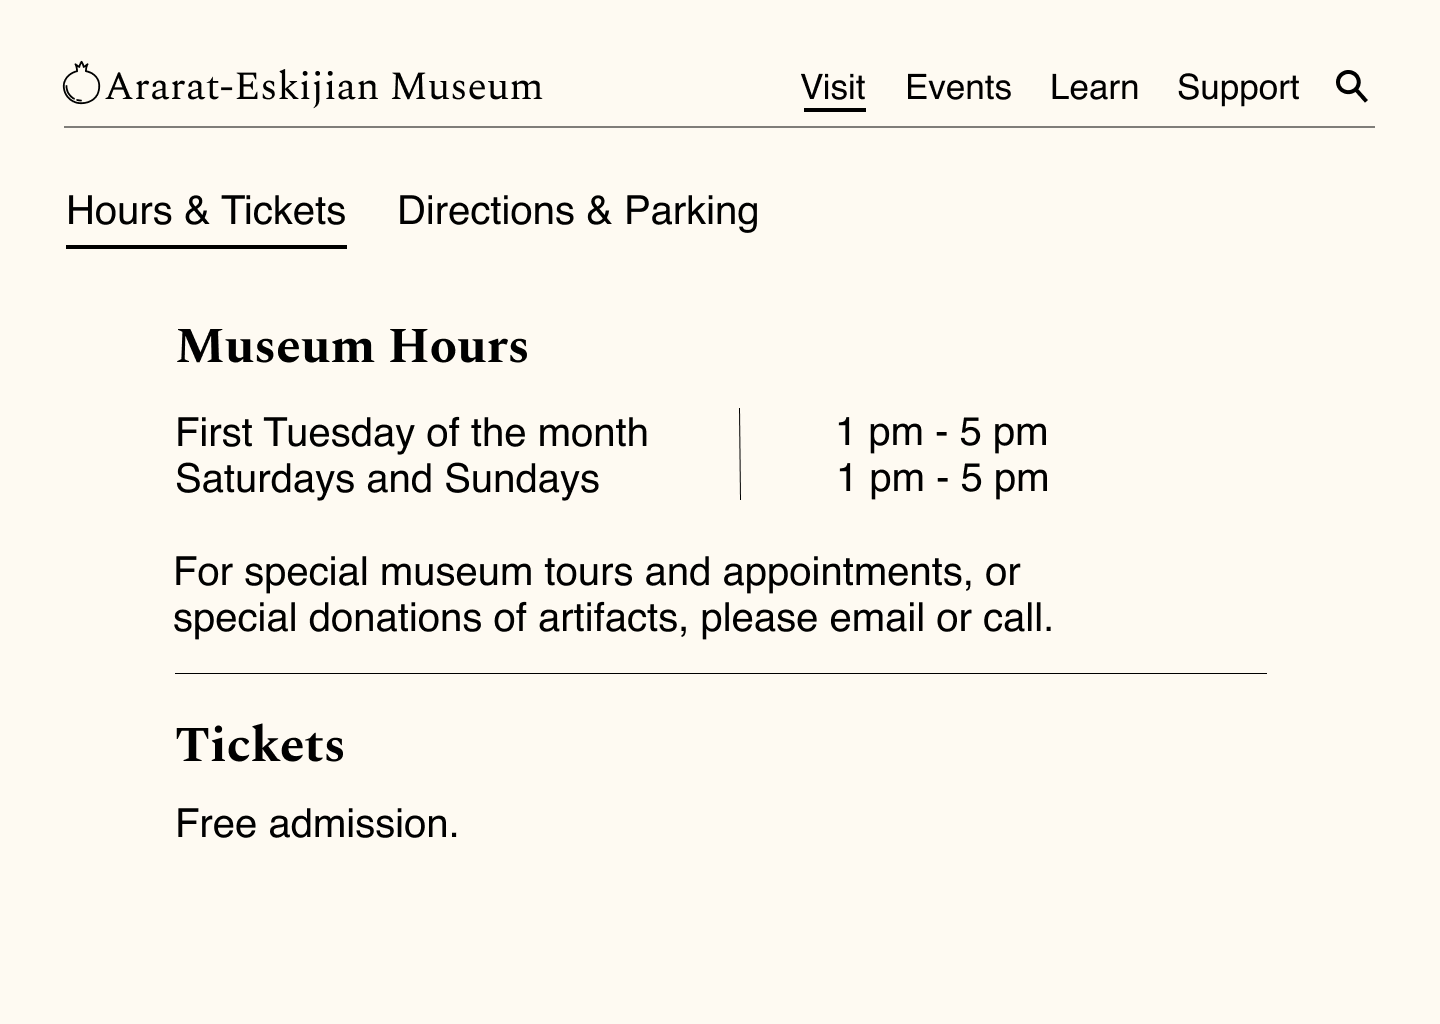 Ararat-Eskijian Museum
Visit Events Learn Support
Hours & Tickets Directions & Parking
Museum Hours
First Tuesday of the month 1 pm - 5 pm
Saturdays and Sundays 1 pm - 5 pm
For special museum tours and appointments, or
special donations of artifacts, please email or call.
Tickets
Free admission.